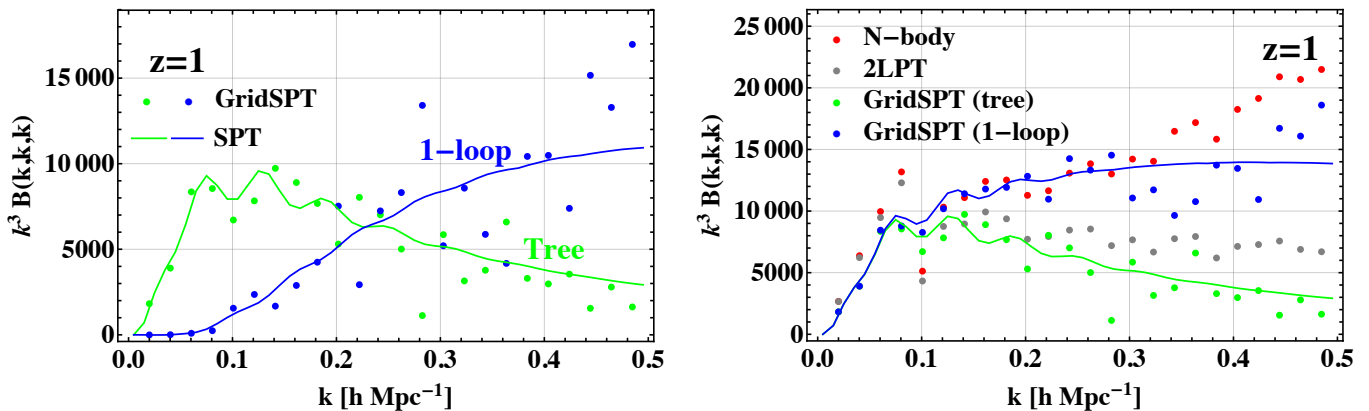 z=1
GridSPT
SPT
1−loop
Tree
15 000
10 000
5000
0
0.0 0.1 0.2 0.3 0.4 0.5
k [h Mpc⁻¹]
k³ B(k,k,k)
N−body
2LPT
GridSPT (tree)
GridSPT (1−loop)
z=1
25 000
20 000
15 000
10 000
5000
0
0.0 0.1 0.2 0.3 0.4 0.5
k [h Mpc⁻¹]
k³ B(k,k,k)